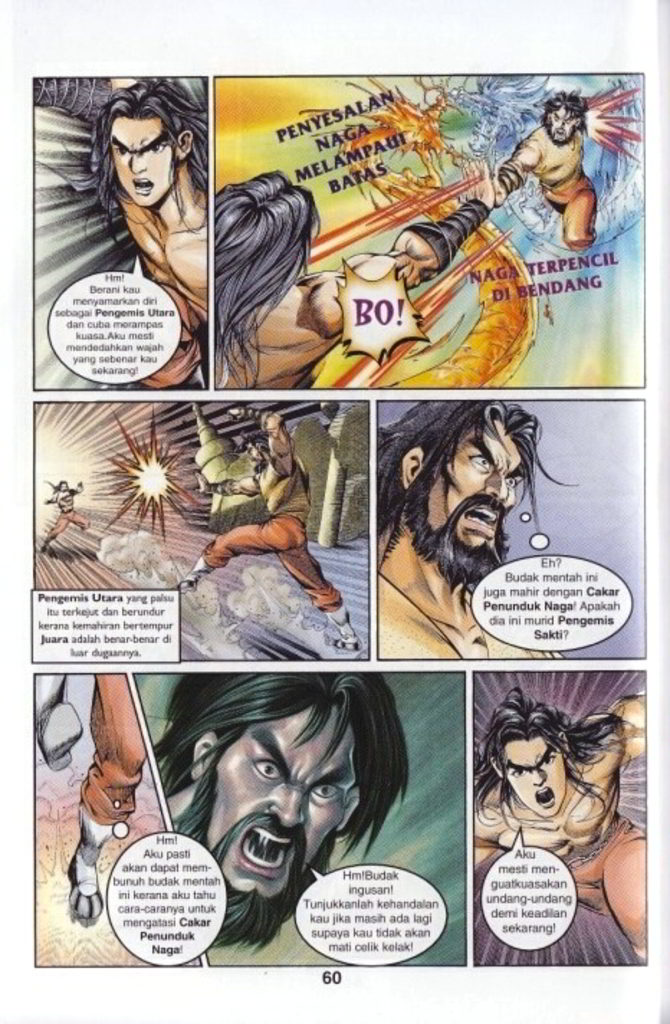 Hm!
Berani kau
menyamarkan diri
sebagai Pengemis Utara
dan cuba merampas
kuasa.Aku mesti
mendedahkan wajah
yang sebenar kau
sekarang!
PENYESALAN
NAGA
MELAMPAUI
BATAS
NAGA TERPENCIL
DI BENDANG
BO!
Pengemis Utara yang palsu
itu terkejut dan berundur
kerana kemahiran bertempur
Juara adalah benar-benar di
luar dugaannya.
Eh?
Budak mentah ini
juga mahir dengan Cakar
Penunduk Naga! Apakah
dia ini murid Pengemis
Sakti?
Hm!
Aku pasti
akan dapat mem-
bunuh budak mentah
ini kerana aku tahu
cara-caranya untuk
mengatasi Cakar
Penunduk
Naga!
Hm!Budak
ingusan!
Tunjukkanlah kehandalan
kau jika masih ada lagi
supaya kau tidak akan
mati celik kelak!
Aku
mesti men-
guatkuasakan
undang-undang
demi keadilan
sekarang!
60